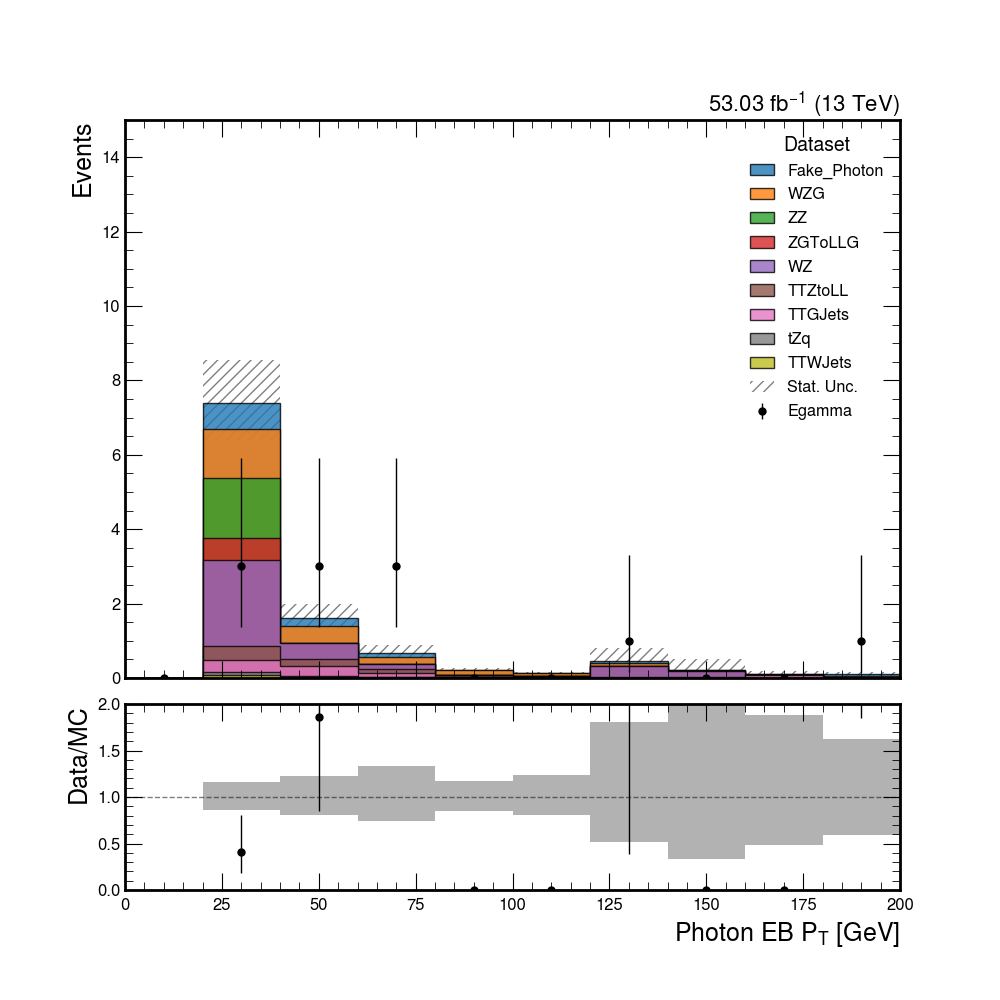 53.03 fb⁻¹ (13 TeV)
Events
14
12
10
8
6
4
2
0
Dataset
Fake_Photon
WZG
ZZ
ZGToLLG
WZ
TTZtoLL
TTGJets
tZq
TTWJets
Stat. Unc.
Egamma
Data/MC
2.0
1.5
1.0
0.5
0.0
0 25 50 75 100 125 150 175 200
Photon EB P_T [GeV]